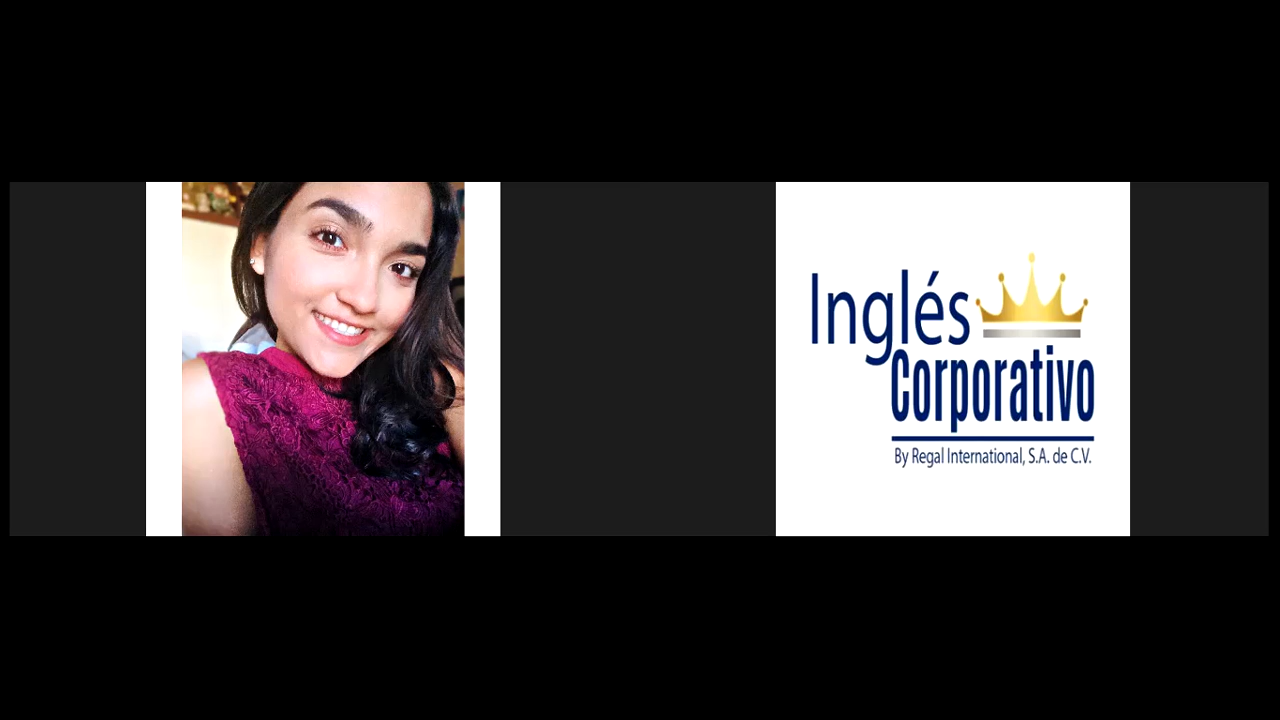 Inglés
Corporativo
By Regal International, S.A. de C.V.